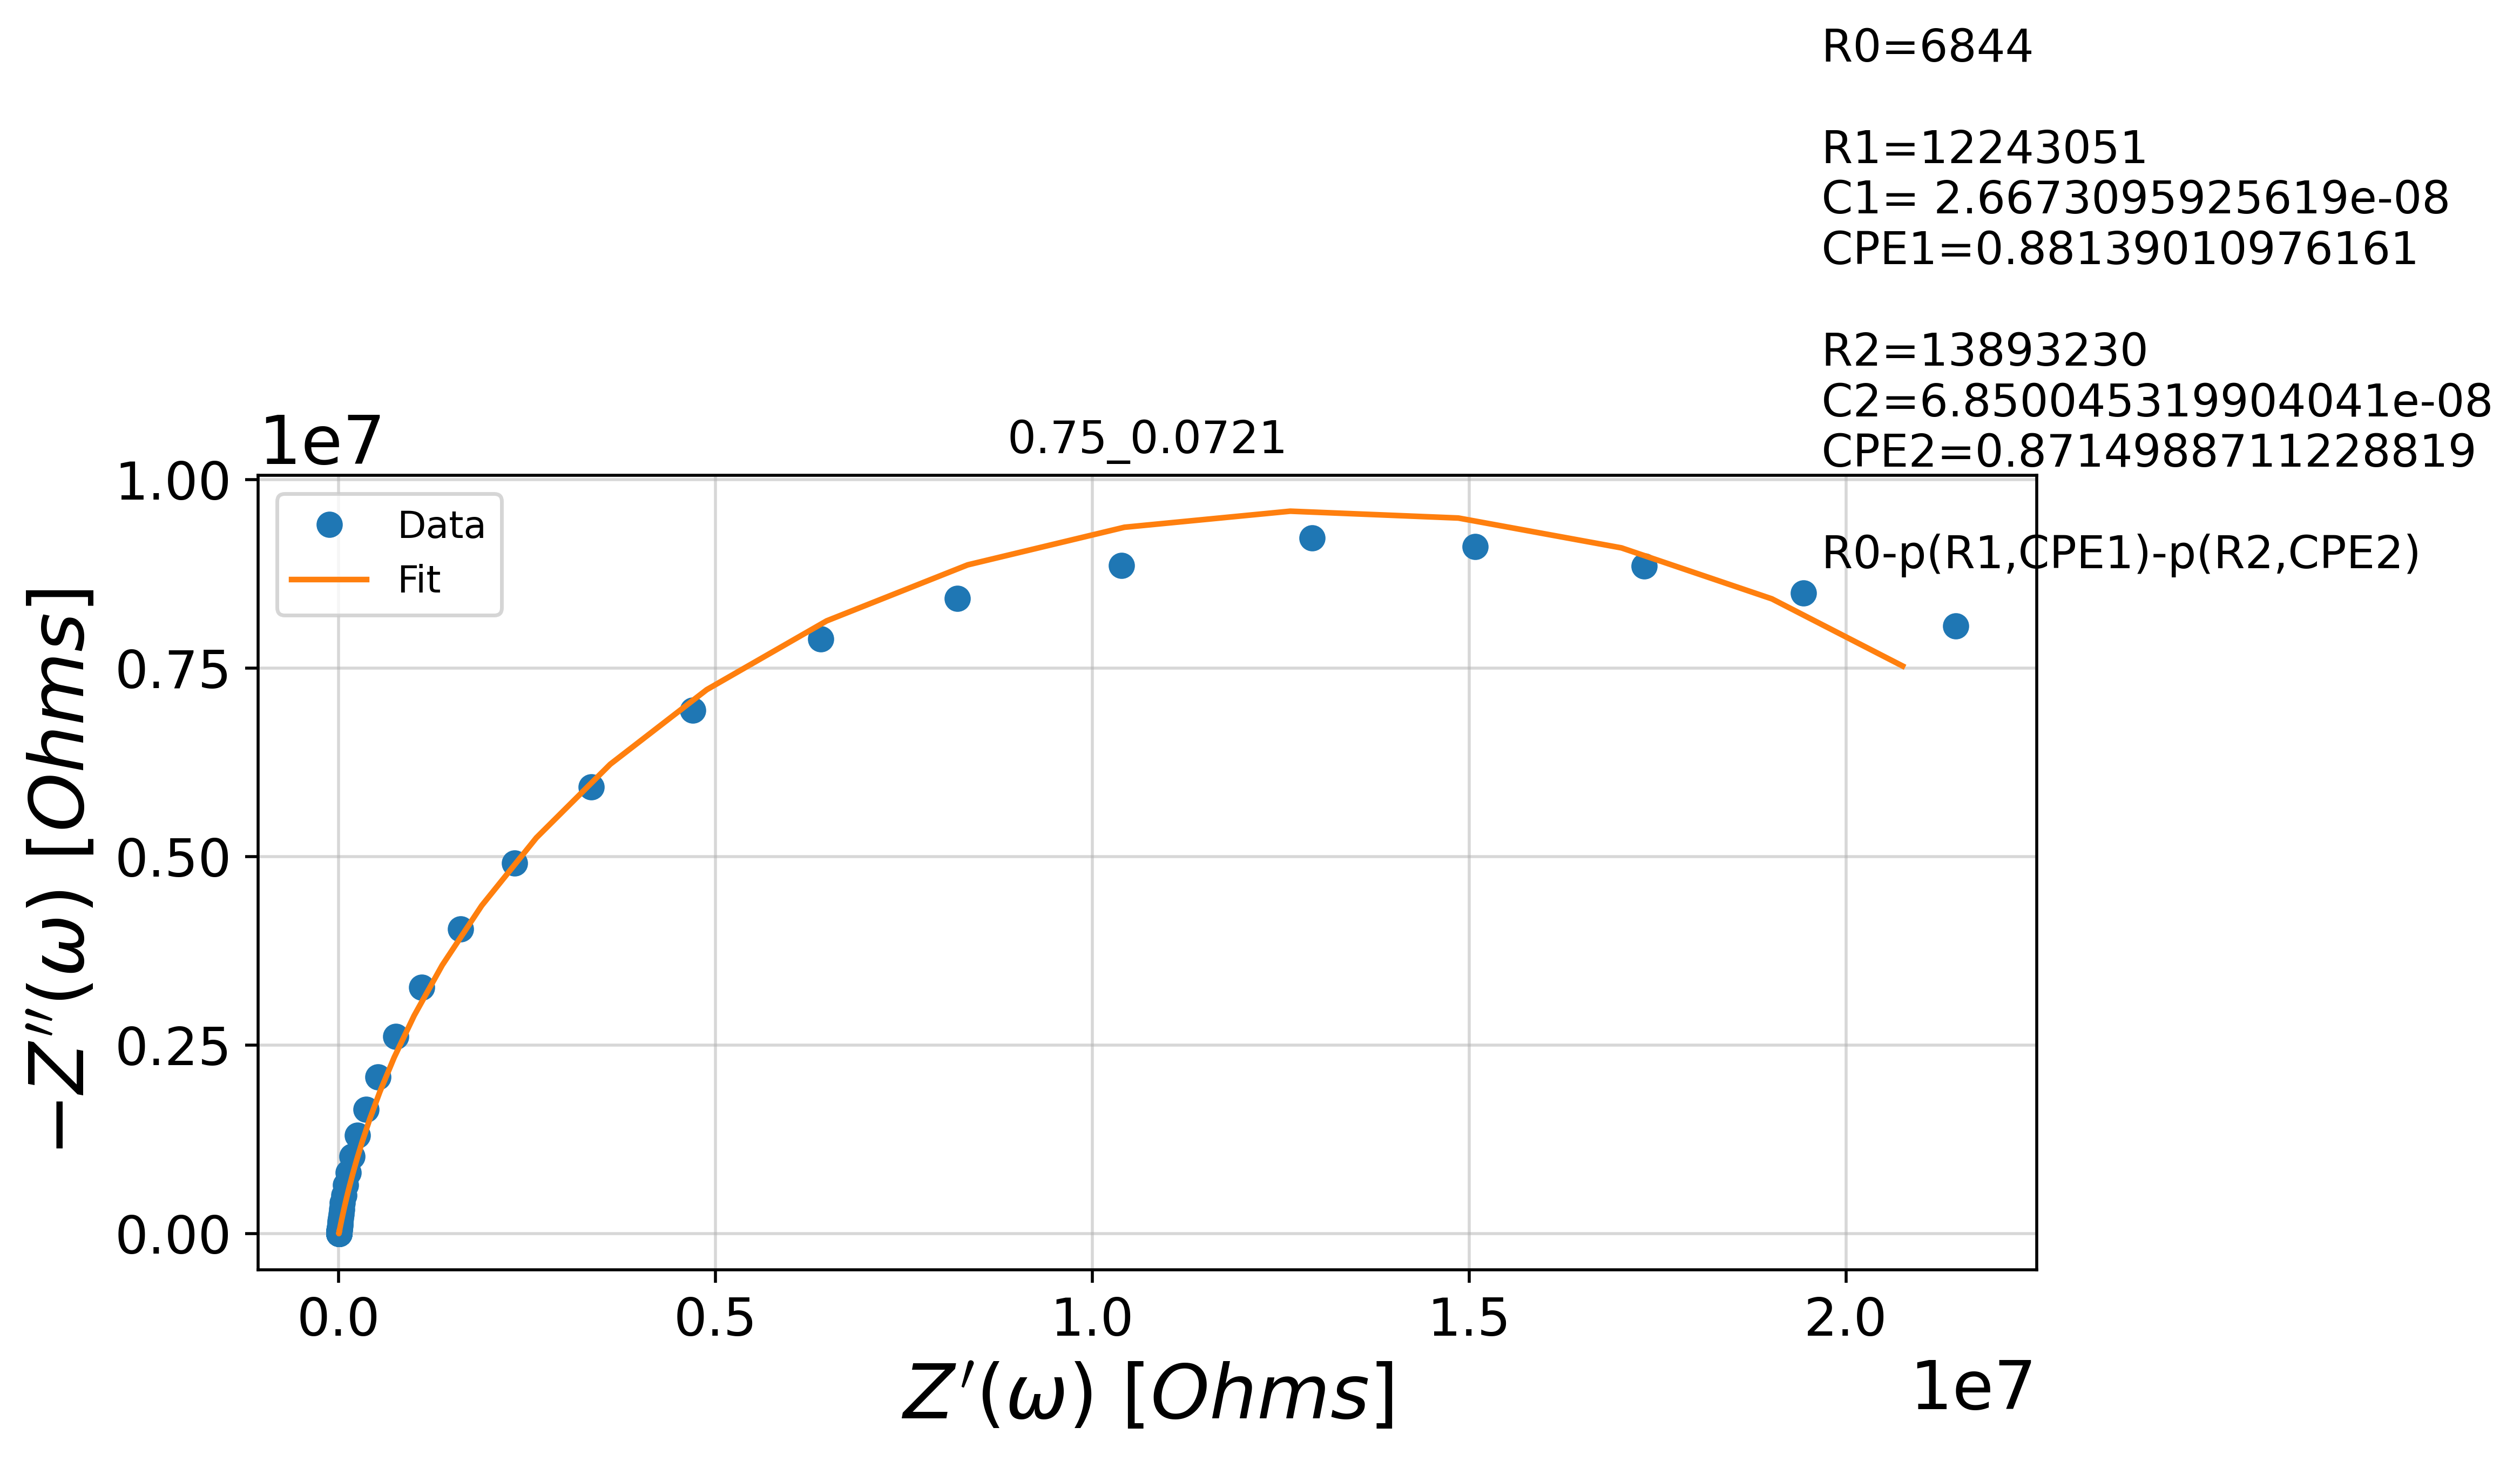 R0=6844
R1=12243051
C1= 2.6673095925619e-08
CPE1=0.88139010976161
R2=13893230
C2=6.850045319904041e-08
CPE2=0.8714988711228819
R0-p(R1,CPE1)-p(R2,CPE2)
0.75_0.0721
1e7
Data
Fit
1.00
0.75
0.50
0.25
0.00
−Z′′(ω) [Ohms]
0.0 0.5 1.0 1.5 2.0
Z′(ω) [Ohms]
1e7